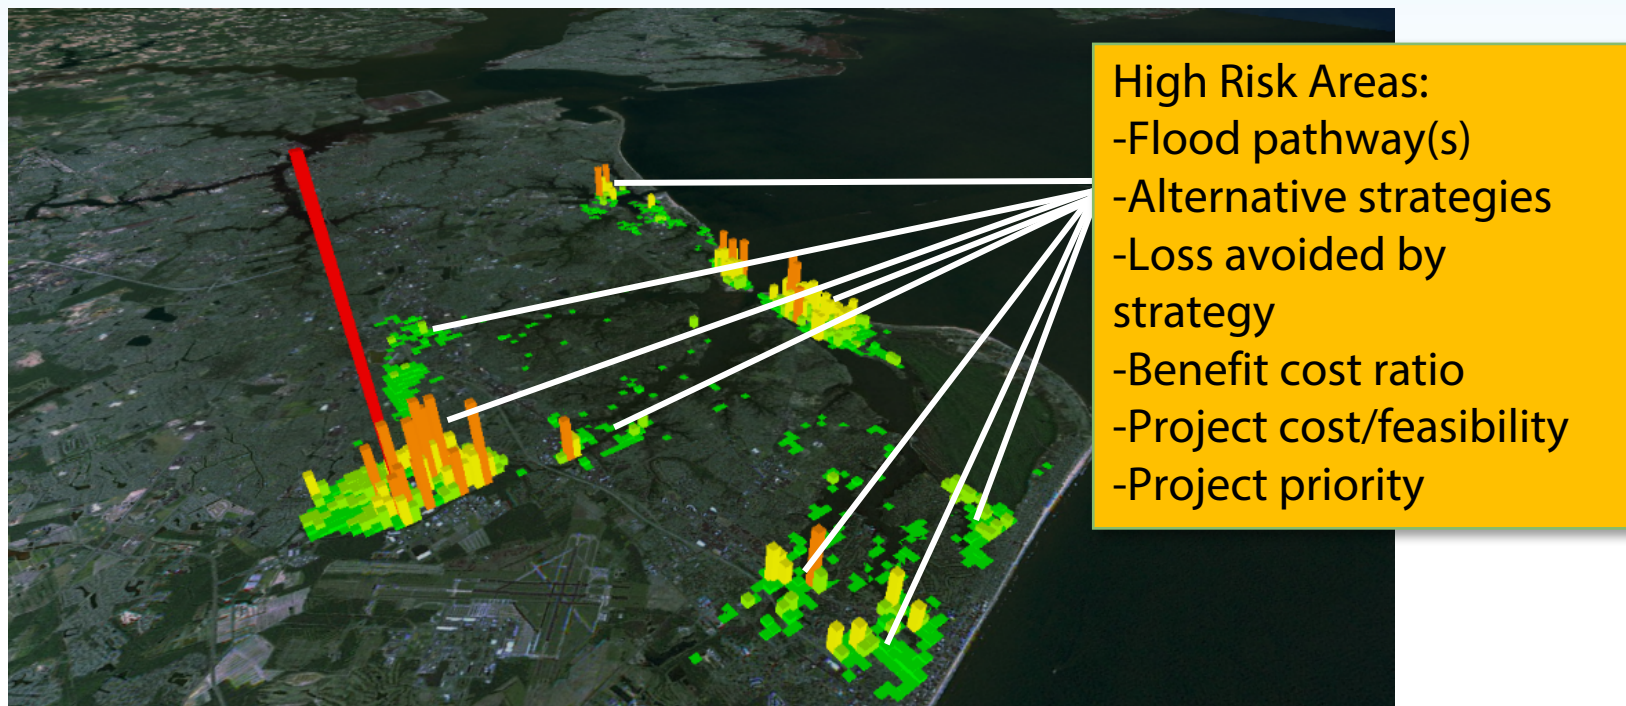 High Risk Areas:
-Flood pathway(s)
-Alternative strategies
-Loss avoided by
strategy
-Benefit cost ratio
-Project cost/feasibility
-Project priority